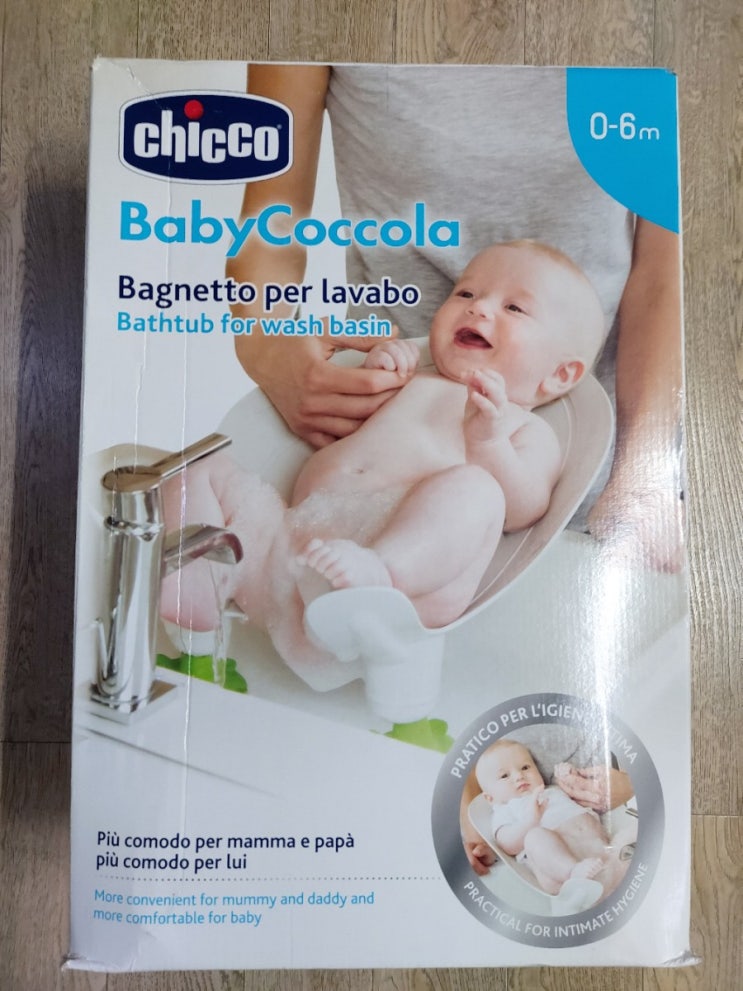 chicco
0-6m
BabyCoccola
Bagnetto per lavabo
Bathtub for wash basin
PRATICO PER L'IGIENE INTIMA
PRACTICAL FOR INTIMATE HYGIENE
Più comodo per mamma e papà
più comodo per lui
More convenient for mummy and daddy and
more comfortable for baby